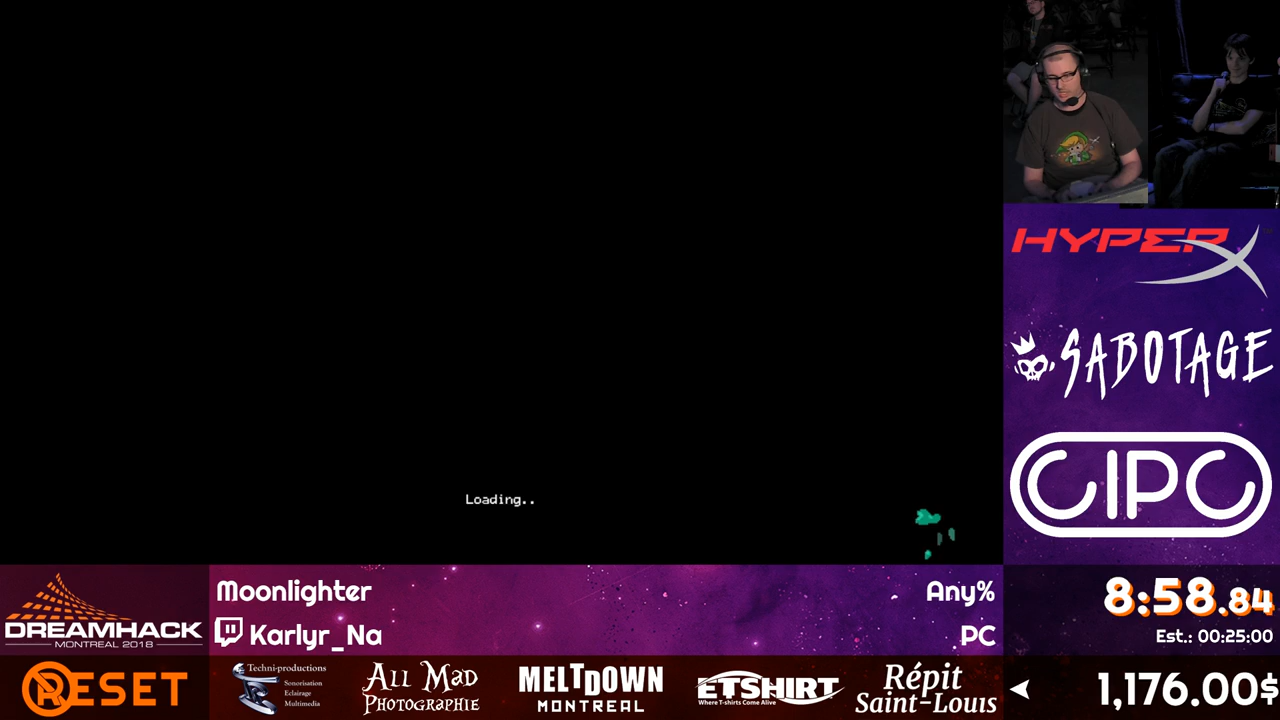 Loading..
HYPERX
SABOTAGE
CIPC
DREAMHACK
MONTREAL 2018
Moonlighter
Karlyr_Na
Any%
PC
8:58.84
Est.: 00:25:00
RESET
Techni-productions
Sonorisation
Eclairage
Multimedia
ALL MAD
PHOTOGRAPHIE
MELTDOWN
MONTREAL
ETSHIRT
Where T-shirts Come Alive
Répit
Saint-Louis
1,176.00$